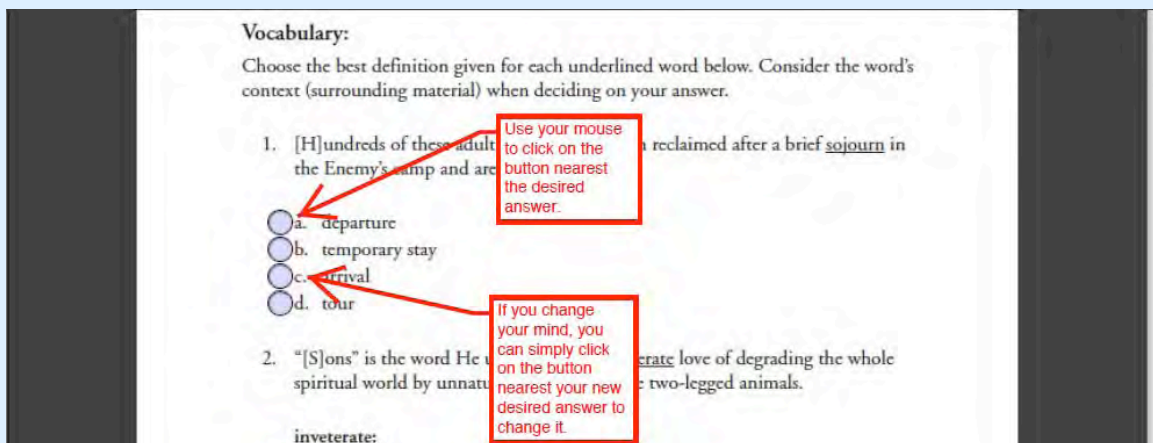 Vocabulary:
Choose the best definition given for each underlined word below. Consider the word's
context (surrounding material) when deciding on your answer.
1. [H]undreds of these adult reclaimed after a brief sojourn in
the Enemy's camp and are
Use your mouse
to click on the
button nearest
the desired
answer.
a. departure
b. temporary stay
c. arrival
d. tour
If you change
your mind, you
can simply click
on the button
nearest your new
desired answer to
change it.
2. "[S]ons" is the word He love of degrading the whole
spiritual world by two-legged animals.
inveterate: